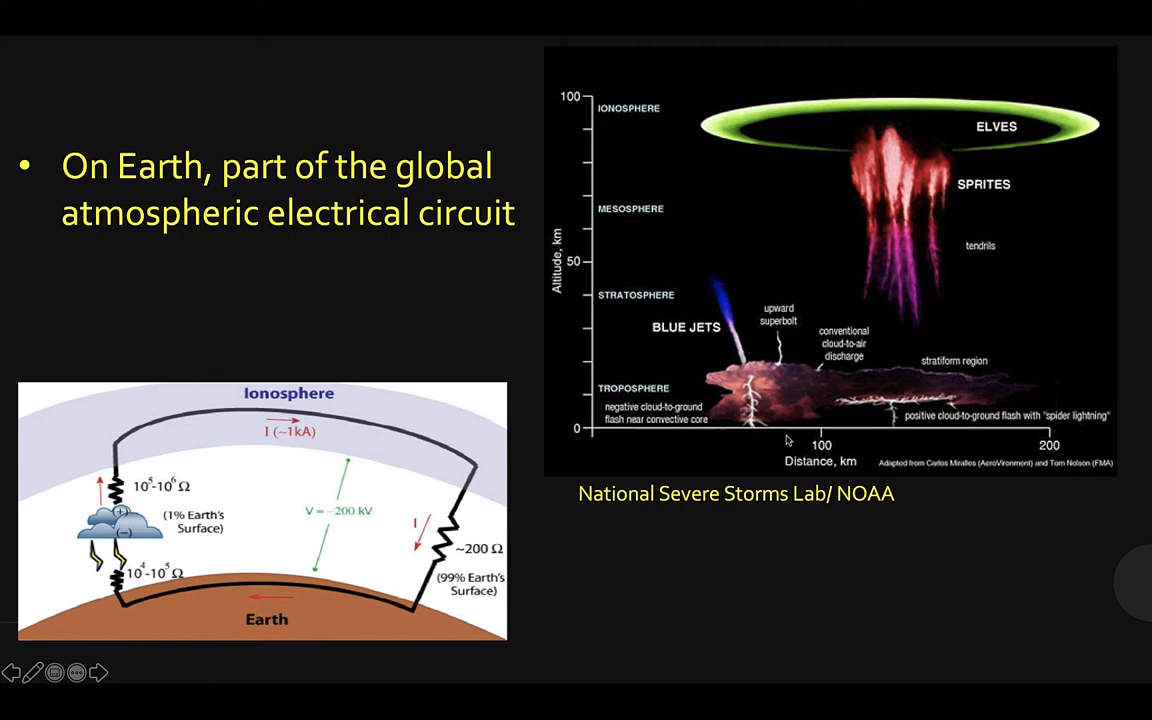 • On Earth, part of the global
atmospheric electrical circuit
Ionosphere
I (~1kA)
10⁵-10⁶ Ω
(1% Earth's
Surface)
(+)
(−)
V = ~200 kV
I
~200 Ω
(99% Earth's
Surface)
10⁴-10⁵ Ω
Earth
100
IONOSPHERE
ELVES
SPRITES
MESOSPHERE
tendrils
Altitude, km
50
STRATOSPHERE
BLUE JETS
upward
superbolt
conventional
cloud-to-air
discharge
stratiform region
TROPOSPHERE
negative cloud-to-ground
flash near convective core
positive cloud-to-ground flash with "spider lightning"
0
100
200
Distance, km
Adapted from Carlos Miralles (AeroVironment) and Tom Nelson (FMA)
National Severe Storms Lab/ NOAA